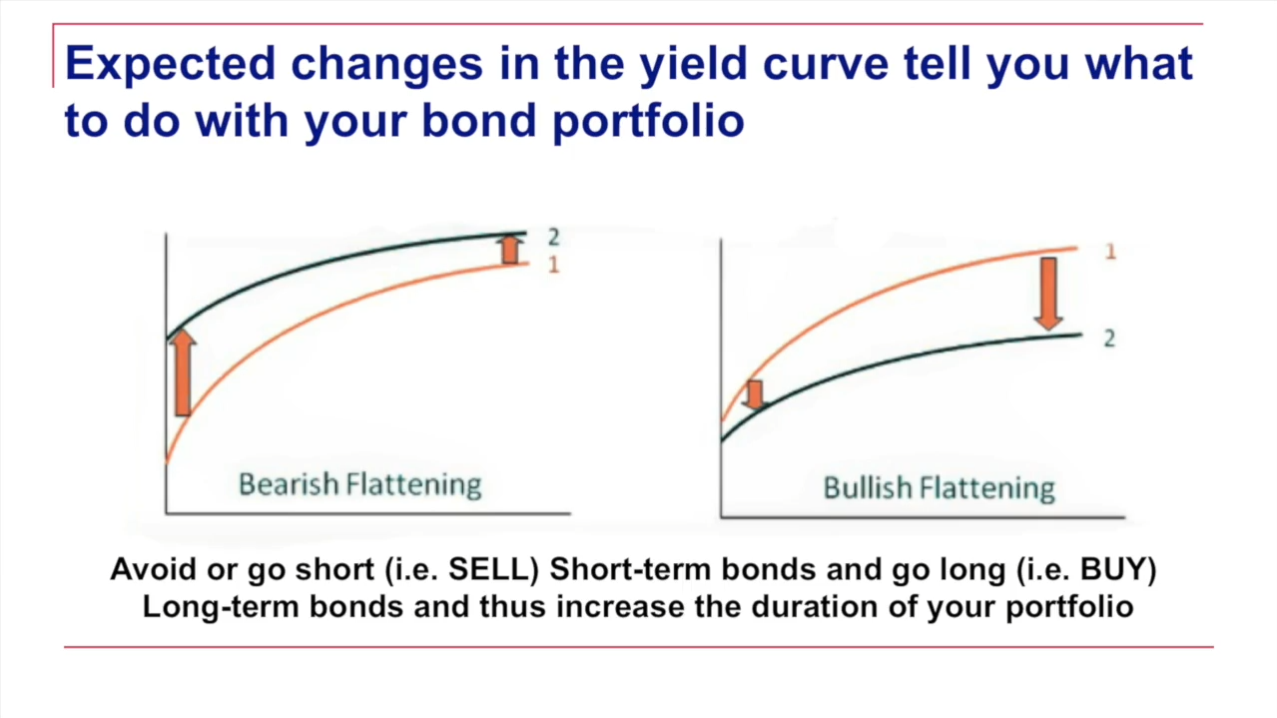 Expected changes in the yield curve tell you what
to do with your bond portfolio
2
1
Bearish Flattening
1
2
Bullish Flattening
Avoid or go short (i.e. SELL) Short-term bonds and go long (i.e. BUY)
Long-term bonds and thus increase the duration of your portfolio